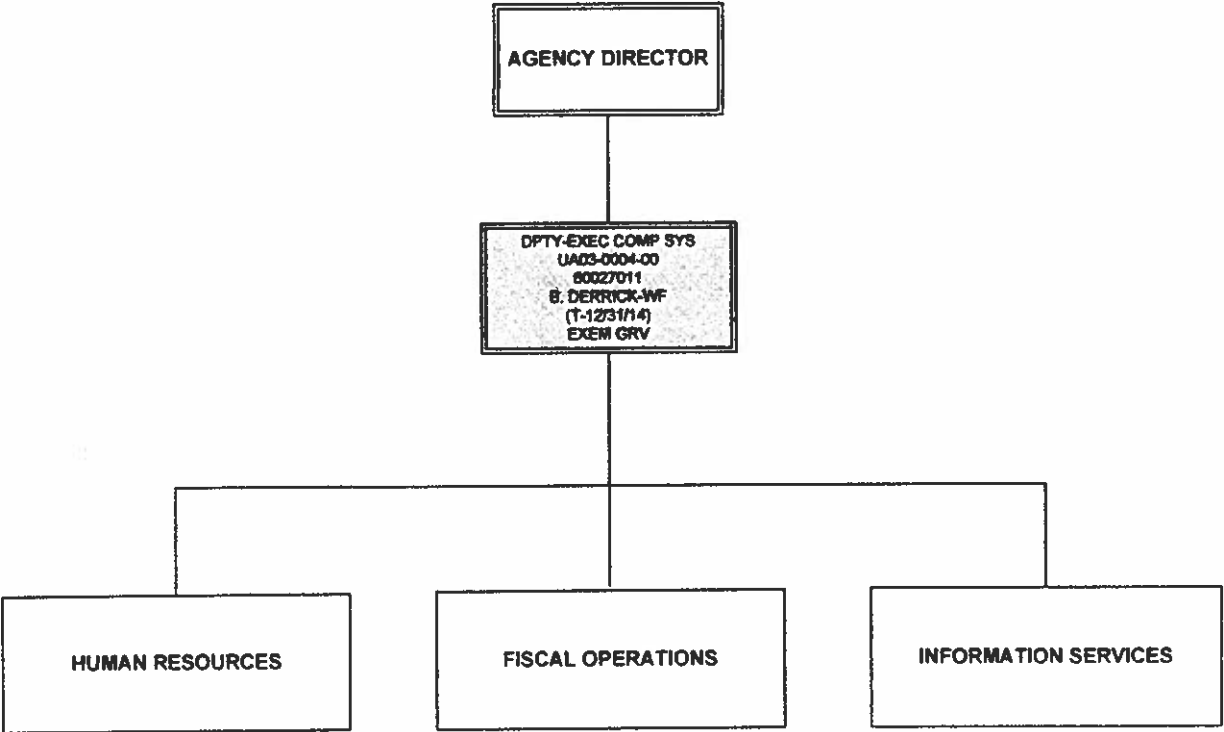 AGENCY DIRECTOR
DPTY-EXEC COMP SYS
UA03-0004-00
60027011
B. DERRICK-WF
(T-12/31/14)
EXEM GRV
HUMAN RESOURCES
FISCAL OPERATIONS
INFORMATION SERVICES